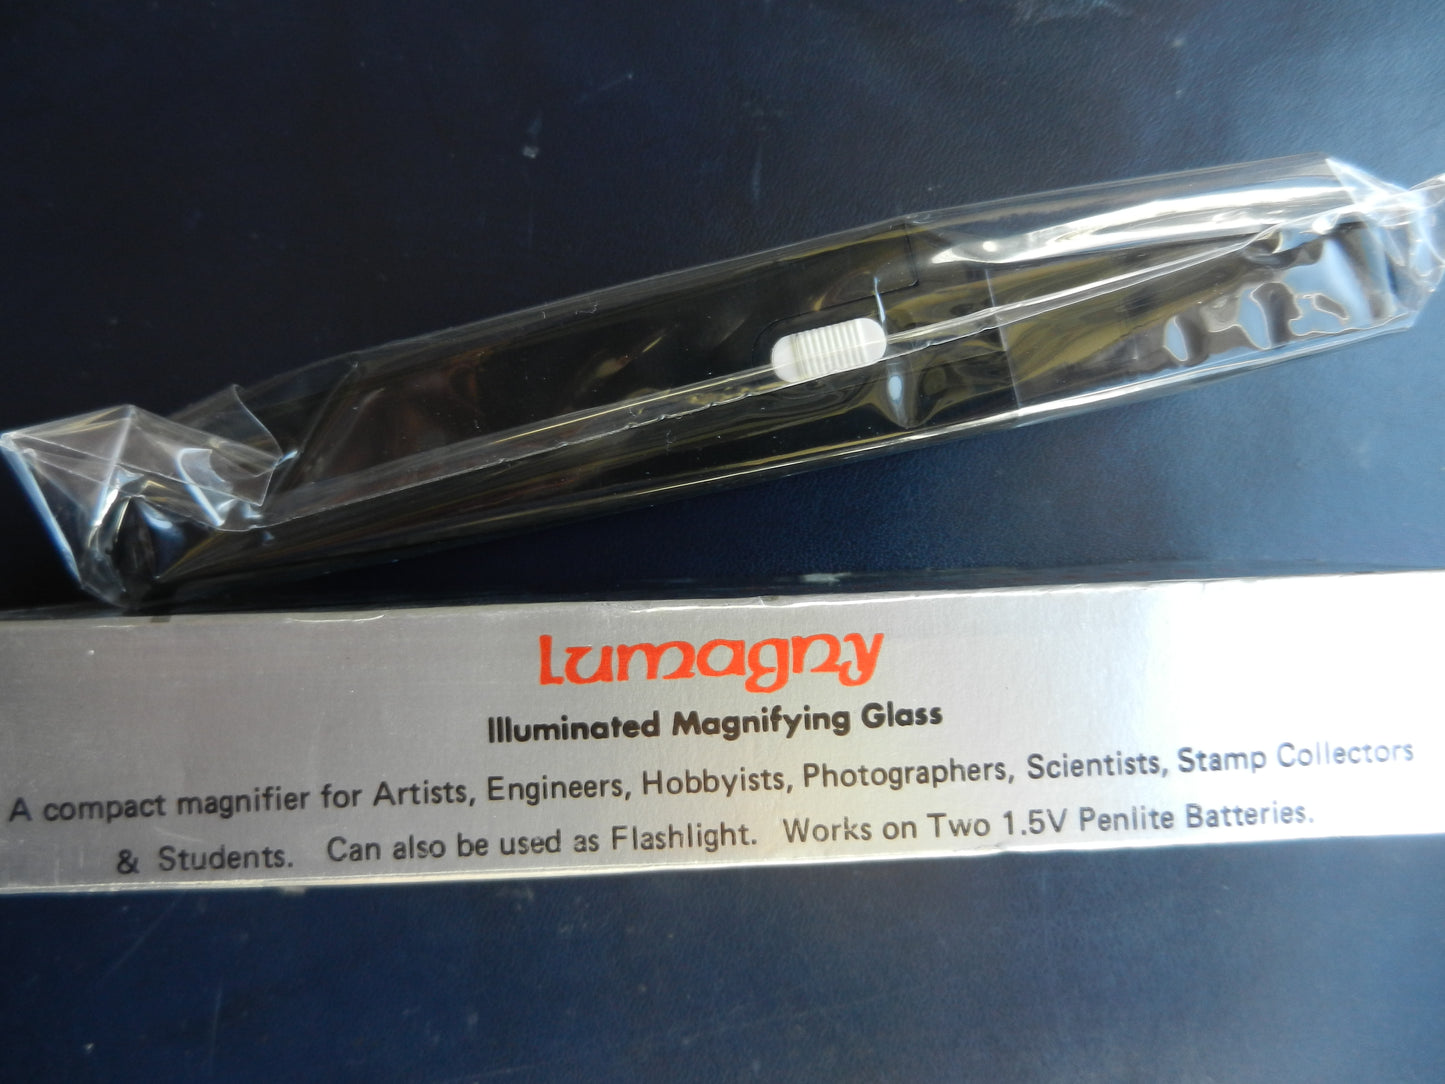 Lumagny
Illuminated Magnifying Glass
A compact magnifier for Artists, Engineers, Hobbyists, Photographers, Scientists, Stamp Collectors
& Students. Can also be used as Flashlight. Works on Two 1.5V Penlite Batteries.